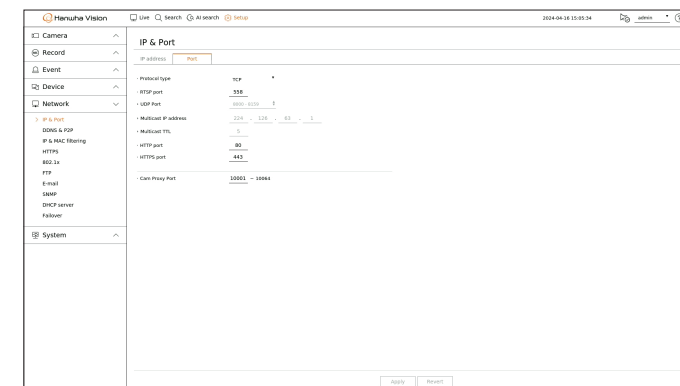 Hanwha Vision Live Search AI search Setup 2024-04-16 15:05:34 admin
Camera
Record
Event
Device
Network
IP & Port
DDNS & P2P
IP & MAC filtering
HTTPS
802.1x
FTP
E-mail
SNMP
DHCP server
Failover
System
IP & Port
IP address Port
· Protocol type TCP
· RTSP port 558
· UDP Port 8000- 8159
· Multicast IP address 224 . 126 . 63 . 1
· Multicast TTL 5
· HTTP port 80
· HTTPS port 443
· Cam Proxy Port 10001 ~ 10064
Apply Revert